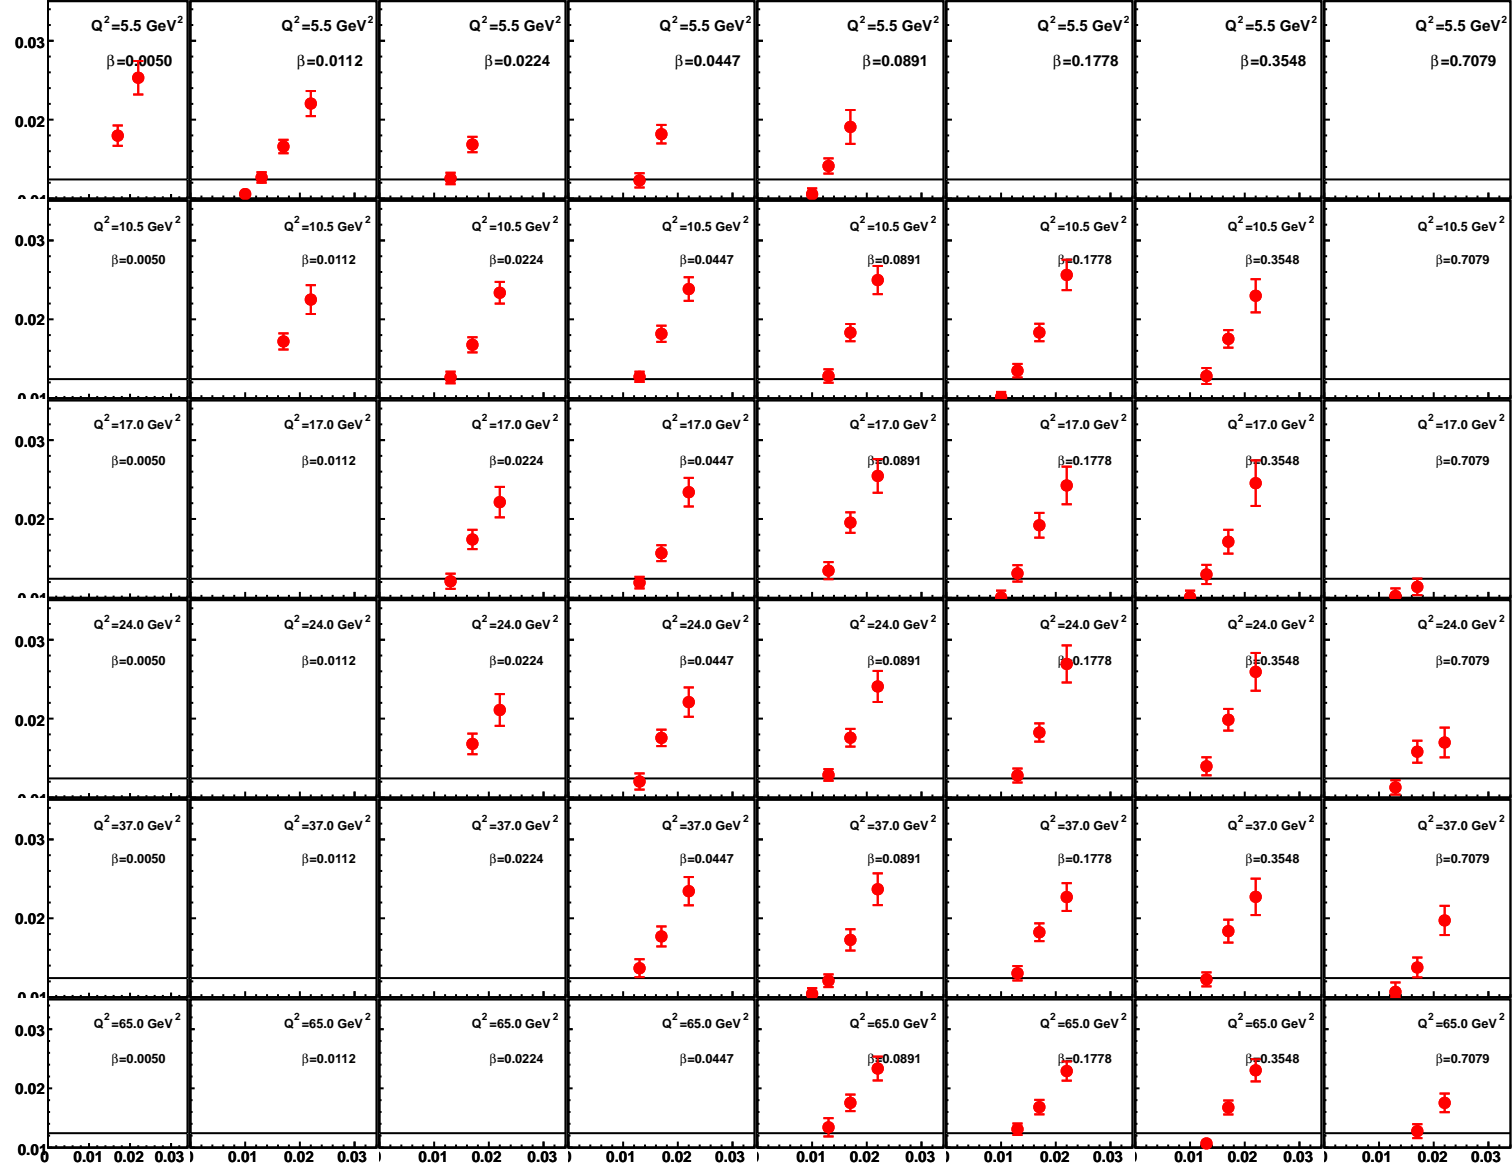 Q²=5.5 GeV² Q²=5.5 GeV² Q²=5.5 GeV² Q²=5.5 GeV² Q²=5.5 GeV² Q²=5.5 GeV² Q²=5.5 GeV² Q²=5.5 GeV²
0.03
β=0.0050 β=0.0112 β=0.0224 β=0.0447 β=0.0891 β=0.1778 β=0.3548 β=0.7079
0.02
Q²=10.5 GeV² Q²=10.5 GeV² Q²=10.5 GeV² Q²=10.5 GeV² Q²=10.5 GeV² Q²=10.5 GeV² Q²=10.5 GeV² Q²=10.5 GeV²
0.03
β=0.0050 β=0.0112 β=0.0224 β=0.0447 β=0.0891 β=0.1778 β=0.3548 β=0.7079
0.02
Q²=17.0 GeV² Q²=17.0 GeV² Q²=17.0 GeV² Q²=17.0 GeV² Q²=17.0 GeV² Q²=17.0 GeV² Q²=17.0 GeV² Q²=17.0 GeV²
0.03
β=0.0050 β=0.0112 β=0.0224 β=0.0447 β=0.0891 β=0.1778 β=0.3548 β=0.7079
0.02
Q²=24.0 GeV² Q²=24.0 GeV² Q²=24.0 GeV² Q²=24.0 GeV² Q²=24.0 GeV² Q²=24.0 GeV² Q²=24.0 GeV² Q²=24.0 GeV²
0.03
β=0.0050 β=0.0112 β=0.0224 β=0.0447 β=0.0891 β=0.1778 β=0.3548 β=0.7079
0.02
Q²=37.0 GeV² Q²=37.0 GeV² Q²=37.0 GeV² Q²=37.0 GeV² Q²=37.0 GeV² Q²=37.0 GeV² Q²=37.0 GeV² Q²=37.0 GeV²
0.03
β=0.0050 β=0.0112 β=0.0224 β=0.0447 β=0.0891 β=0.1778 β=0.3548 β=0.7079
0.02
Q²=65.0 GeV² Q²=65.0 GeV² Q²=65.0 GeV² Q²=65.0 GeV² Q²=65.0 GeV² Q²=65.0 GeV² Q²=65.0 GeV² Q²=65.0 GeV²
0.03
β=0.0050 β=0.0112 β=0.0224 β=0.0447 β=0.0891 β=0.1778 β=0.3548 β=0.7079
0.02
0.01
0 0.01 0.02 0.03 0.01 0.02 0.03 0.01 0.02 0.03 0.01 0.02 0.03 0.01 0.02 0.03 0.01 0.02 0.03 0.01 0.02 0.03 0.01 0.02 0.03